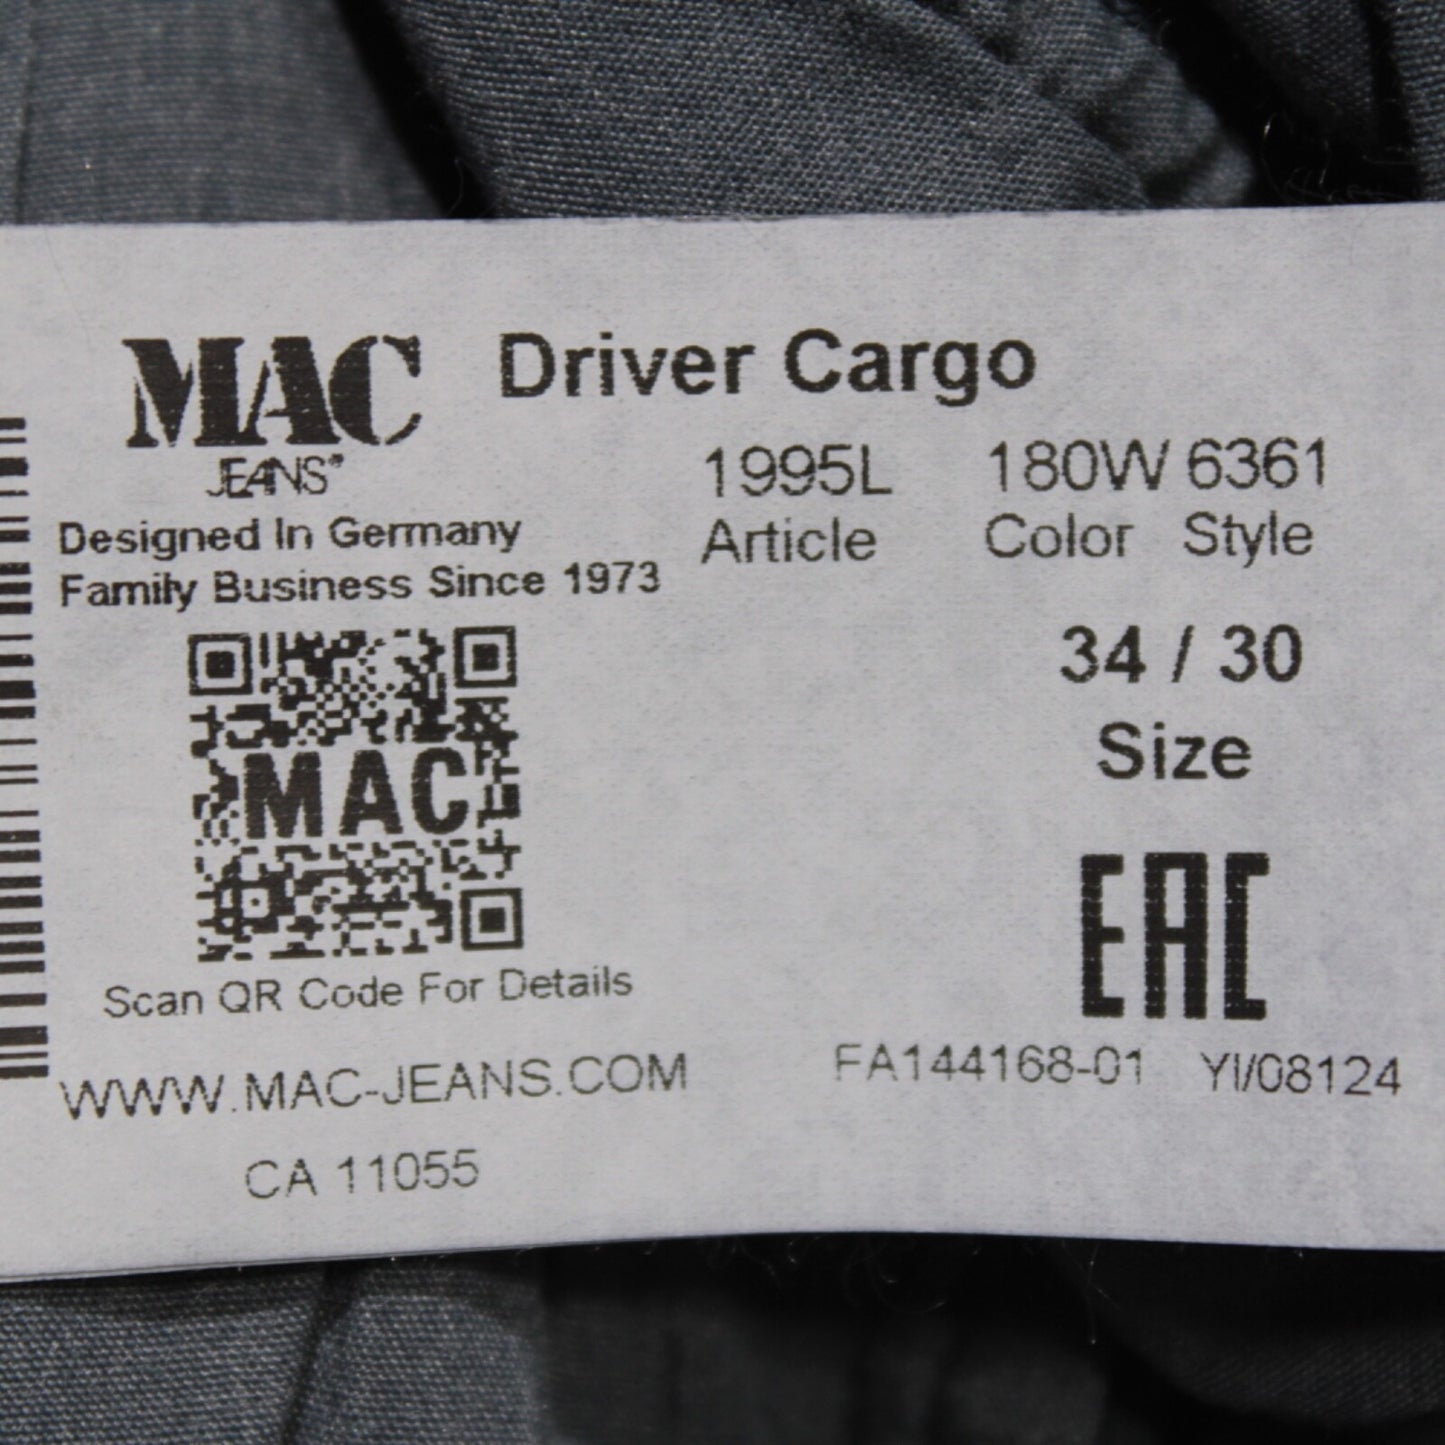 MAC Driver Cargo
JEANS®
1995L 180W 6361
Article Color Style
Designed In Germany
Family Business Since 1973
34 / 30
Size
MAC
EAC
Scan QR Code For Details
WWW.MAC-JEANS.COM
FA144168-01 YI/08124
CA 11055